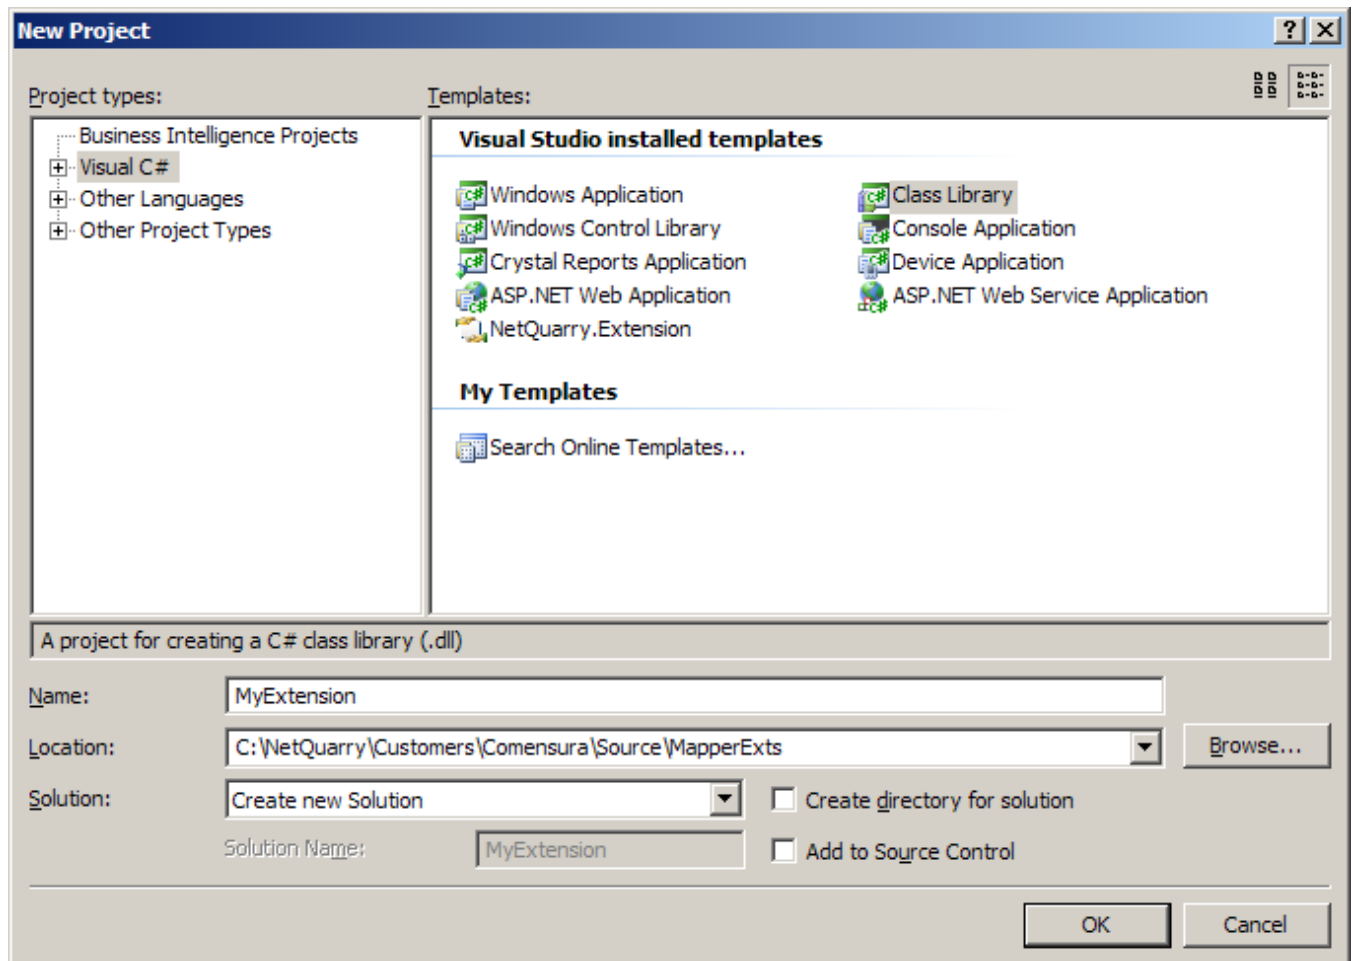 New Project
Project types:
Templates:
Business Intelligence Projects
Visual C#
Other Languages
Other Project Types
Visual Studio installed templates
Windows Application
Class Library
Windows Control Library
Console Application
Crystal Reports Application
Device Application
ASP.NET Web Application
ASP.NET Web Service Application
NetQuarry.Extension
My Templates
Search Online Templates...
A project for creating a C# class library (.dll)
Name: MyExtension
Location: C:\NetQuarry\Customers\Comensura\Source\MapperExts Browse...
Solution: Create new Solution Create directory for solution
Solution Name: MyExtension Add to Source Control
OK Cancel